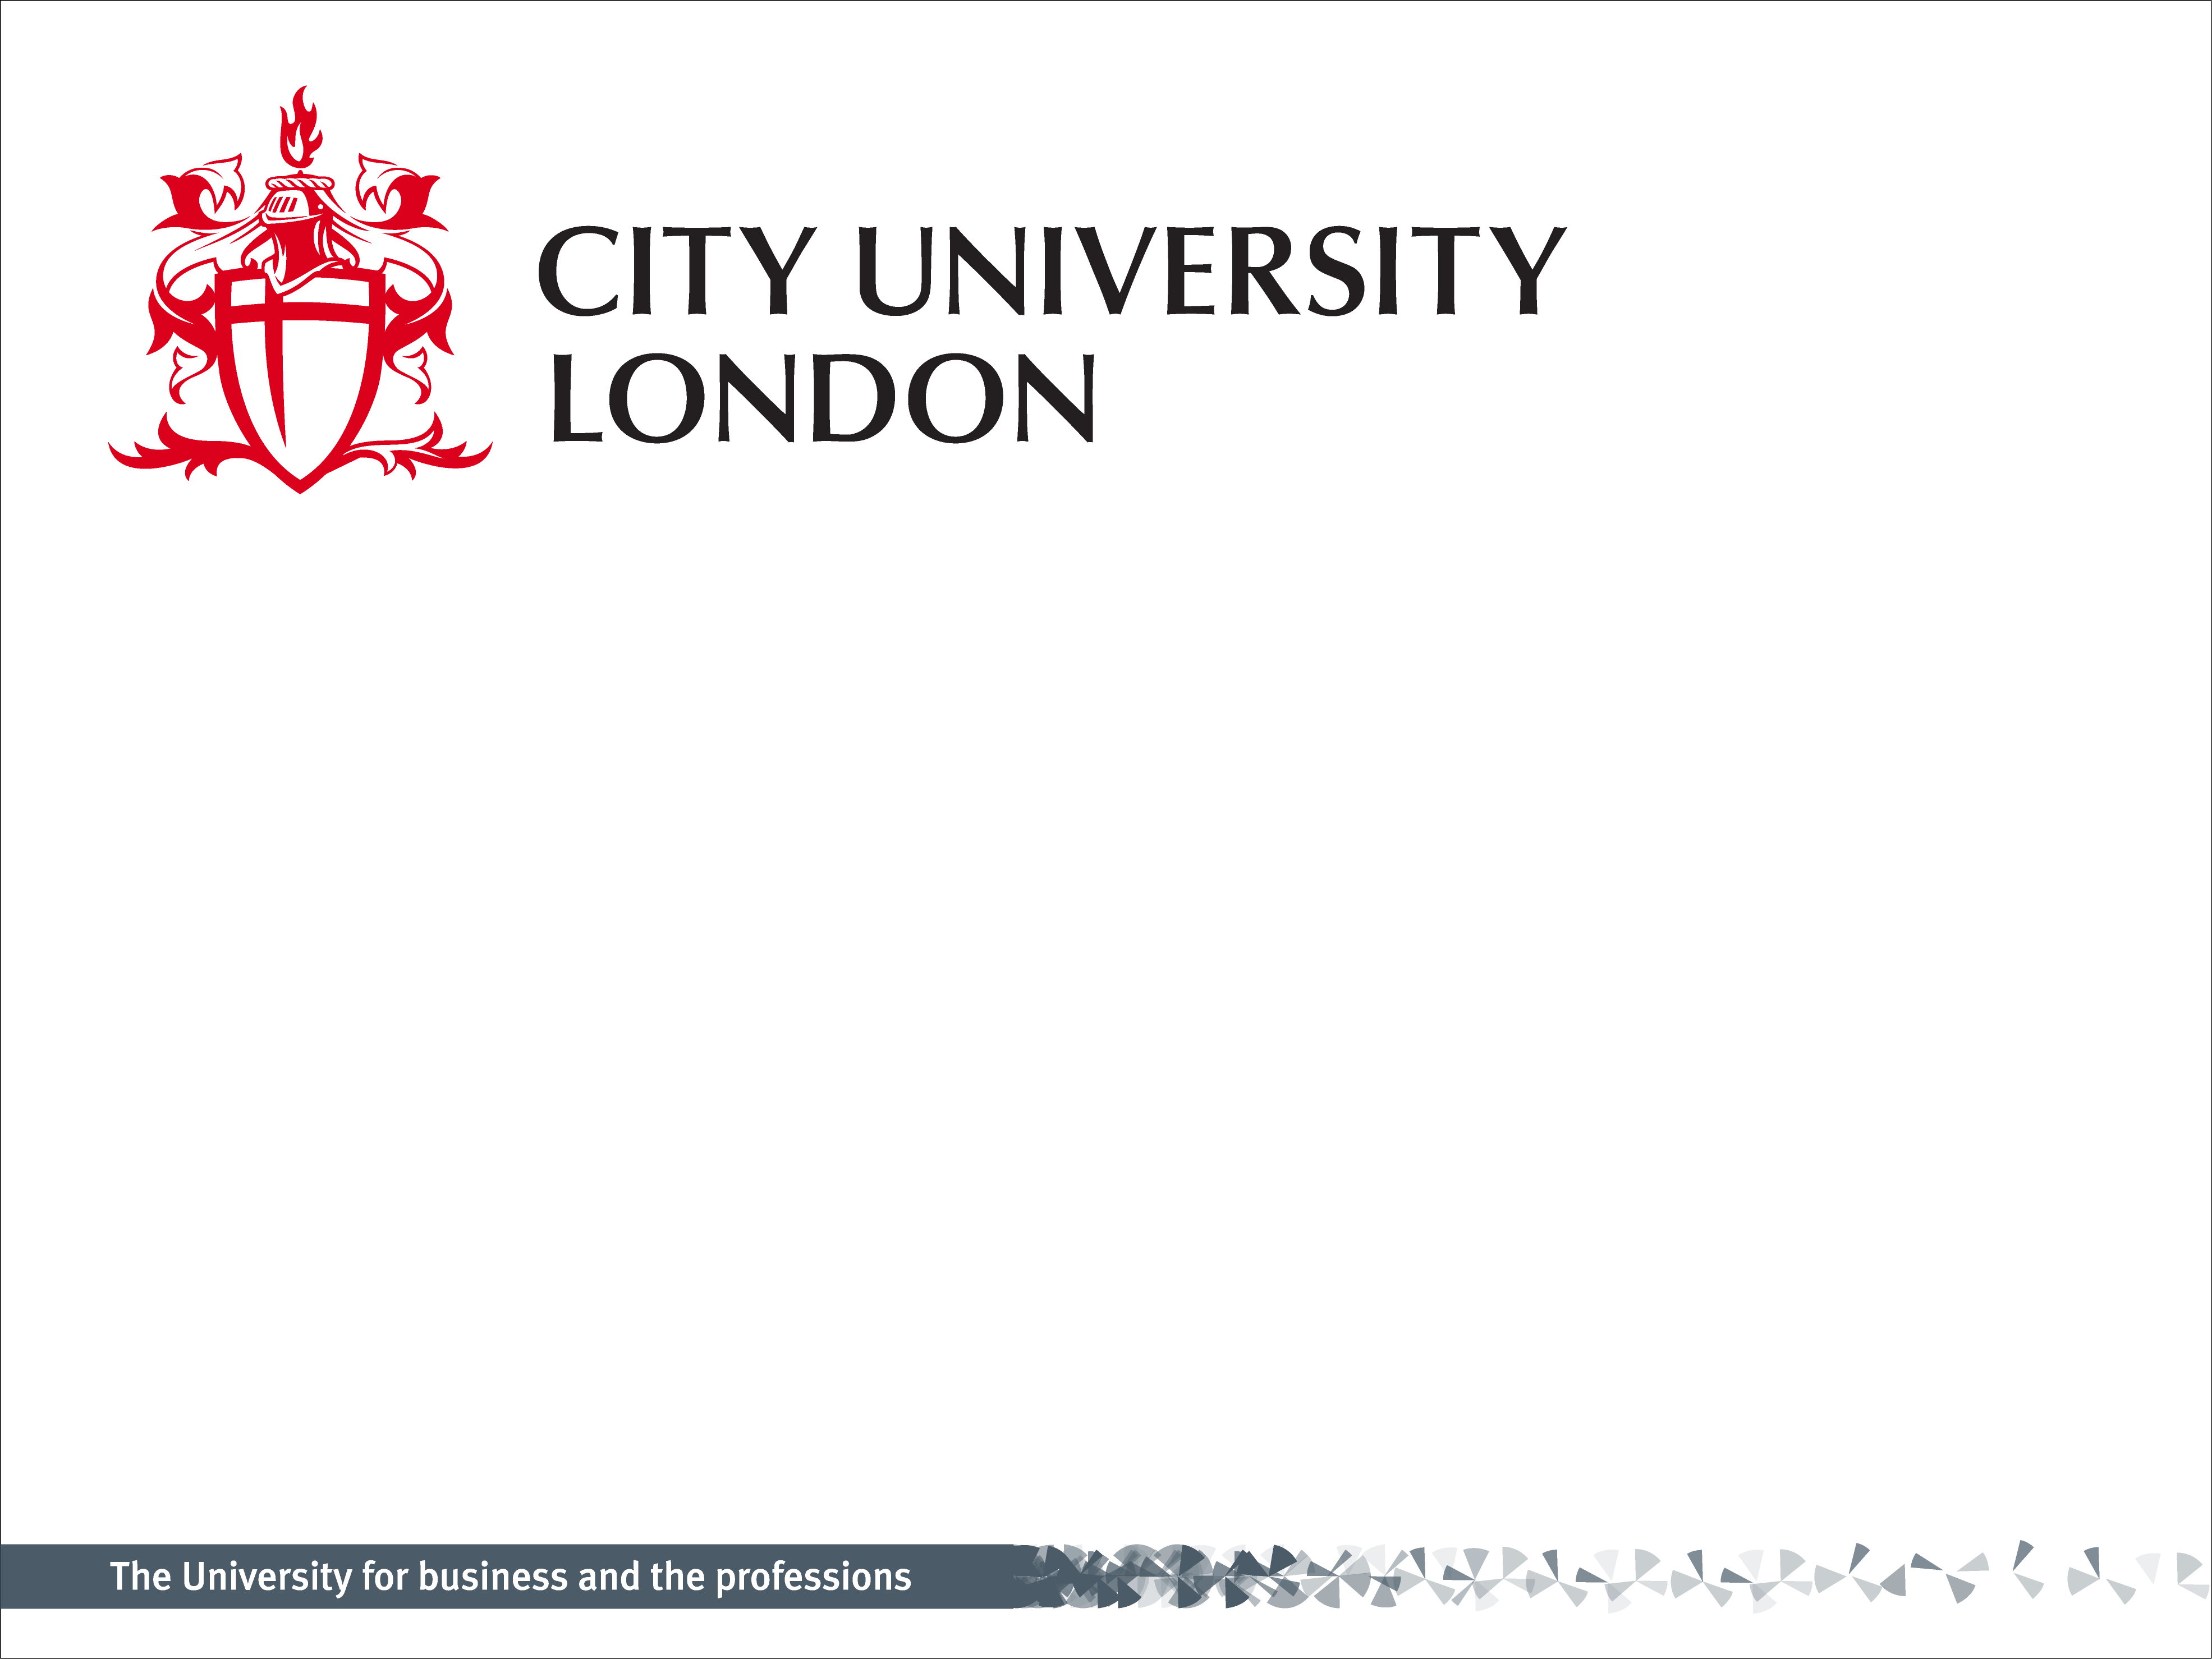 CITY UNIVERSITY
LONDON
The University for business and the professions